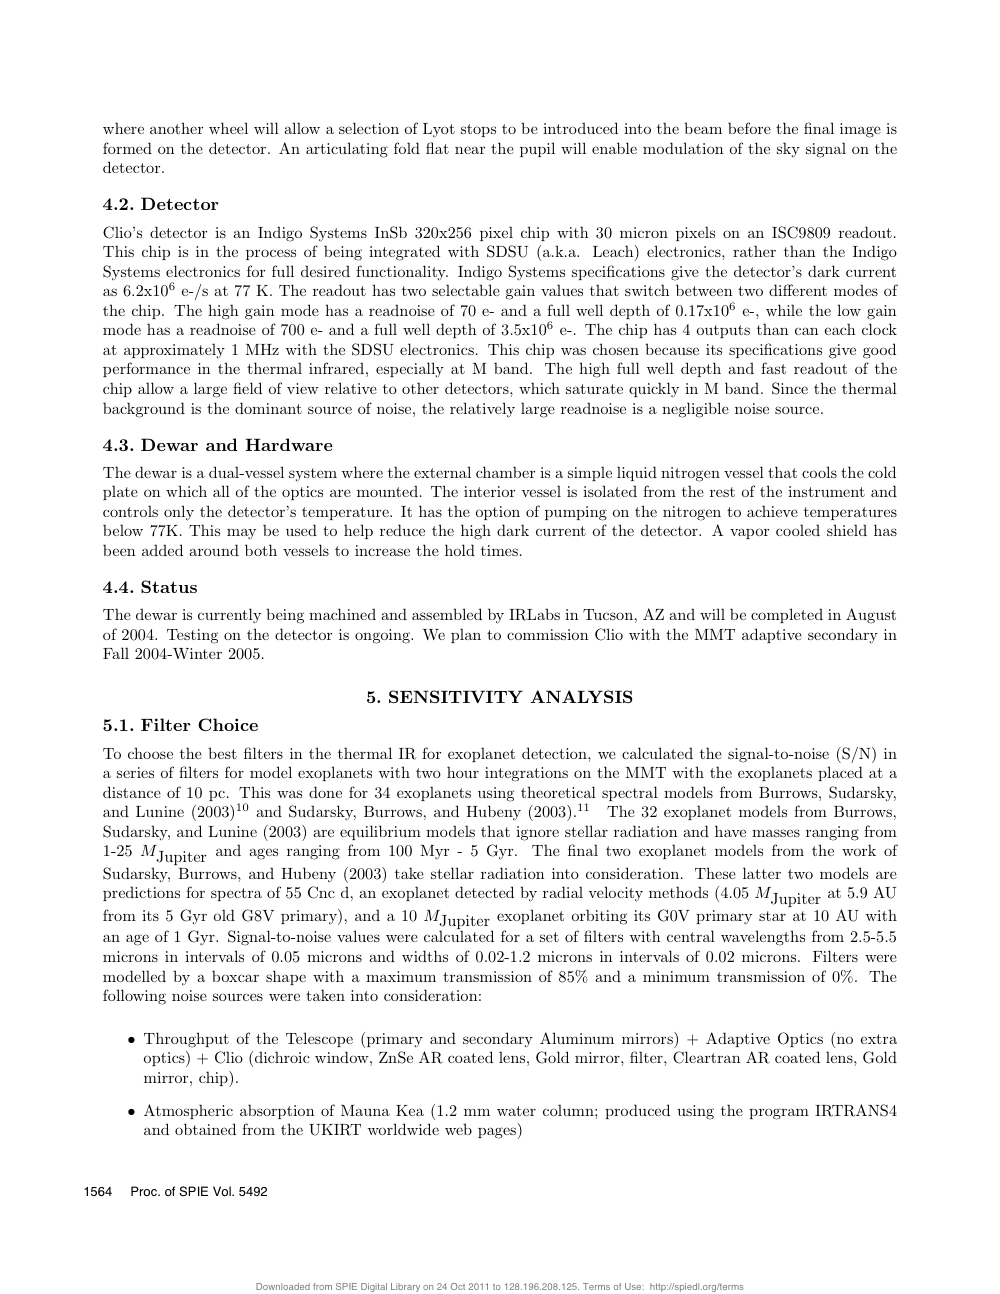 where another wheel will allow a selection of Lyot stops to be introduced into the beam before the final image is
formed on the detector. An articulating fold flat near the pupil will enable modulation of the sky signal on the
detector.
4.2. Detector
Clio's detector is an Indigo Systems InSb 320x256 pixel chip with 30 micron pixels on an ISC9809 readout.
This chip is in the process of being integrated with SDSU (a.k.a. Leach) electronics, rather than the Indigo
Systems electronics for full desired functionality. Indigo Systems specifications give the detector's dark current
as 6.2x10⁶ e-/s at 77 K. The readout has two selectable gain values that switch between two different modes of
the chip. The high gain mode has a readnoise of 70 e- and a full well depth of 0.17x10⁶ e-, while the low gain
mode has a readnoise of 700 e- and a full well depth of 3.5x10⁶ e-. The chip has 4 outputs than can each clock
at approximately 1 MHz with the SDSU electronics. This chip was chosen because its specifications give good
performance in the thermal infrared, especially at M band. The high full well depth and fast readout of the
chip allow a large field of view relative to other detectors, which saturate quickly in M band. Since the thermal
background is the dominant source of noise, the relatively large readnoise is a negligible noise source.
4.3. Dewar and Hardware
The dewar is a dual-vessel system where the external chamber is a simple liquid nitrogen vessel that cools the cold
plate on which all of the optics are mounted. The interior vessel is isolated from the rest of the instrument and
controls only the detector's temperature. It has the option of pumping on the nitrogen to achieve temperatures
below 77K. This may be used to help reduce the high dark current of the detector. A vapor cooled shield has
been added around both vessels to increase the hold times.
4.4. Status
The dewar is currently being machined and assembled by IRLabs in Tucson, AZ and will be completed in August
of 2004. Testing on the detector is ongoing. We plan to commission Clio with the MMT adaptive secondary in
Fall 2004-Winter 2005.
5. SENSITIVITY ANALYSIS
5.1. Filter Choice
To choose the best filters in the thermal IR for exoplanet detection, we calculated the signal-to-noise (S/N) in
a series of filters for model exoplanets with two hour integrations on the MMT with the exoplanets placed at a
distance of 10 pc. This was done for 34 exoplanets using theoretical spectral models from Burrows, Sudarsky,
and Lunine (2003)¹⁰ and Sudarsky, Burrows, and Hubeny (2003).¹¹ The 32 exoplanet models from Burrows,
Sudarsky, and Lunine (2003) are equilibrium models that ignore stellar radiation and have masses ranging from
1-25 M_Jupiter and ages ranging from 100 Myr - 5 Gyr. The final two exoplanet models from the work of
Sudarsky, Burrows, and Hubeny (2003) take stellar radiation into consideration. These latter two models are
predictions for spectra of 55 Cnc d, an exoplanet detected by radial velocity methods (4.05 M_Jupiter at 5.9 AU
from its 5 Gyr old G8V primary), and a 10 M_Jupiter exoplanet orbiting its G0V primary star at 10 AU with
an age of 1 Gyr. Signal-to-noise values were calculated for a set of filters with central wavelengths from 2.5-5.5
microns in intervals of 0.05 microns and widths of 0.02-1.2 microns in intervals of 0.02 microns. Filters were
modelled by a boxcar shape with a maximum transmission of 85% and a minimum transmission of 0%. The
following noise sources were taken into consideration:
• Throughput of the Telescope (primary and secondary Aluminum mirrors) + Adaptive Optics (no extra
optics) + Clio (dichroic window, ZnSe AR coated lens, Gold mirror, filter, Cleartran AR coated lens, Gold
mirror, chip).
• Atmospheric absorption of Mauna Kea (1.2 mm water column; produced using the program IRTRANS4
and obtained from the UKIRT worldwide web pages)
1564 Proc. of SPIE Vol. 5492
Downloaded from SPIE Digital Library on 24 Oct 2011 to 128.196.208.125. Terms of Use: http://spiedl.org/terms